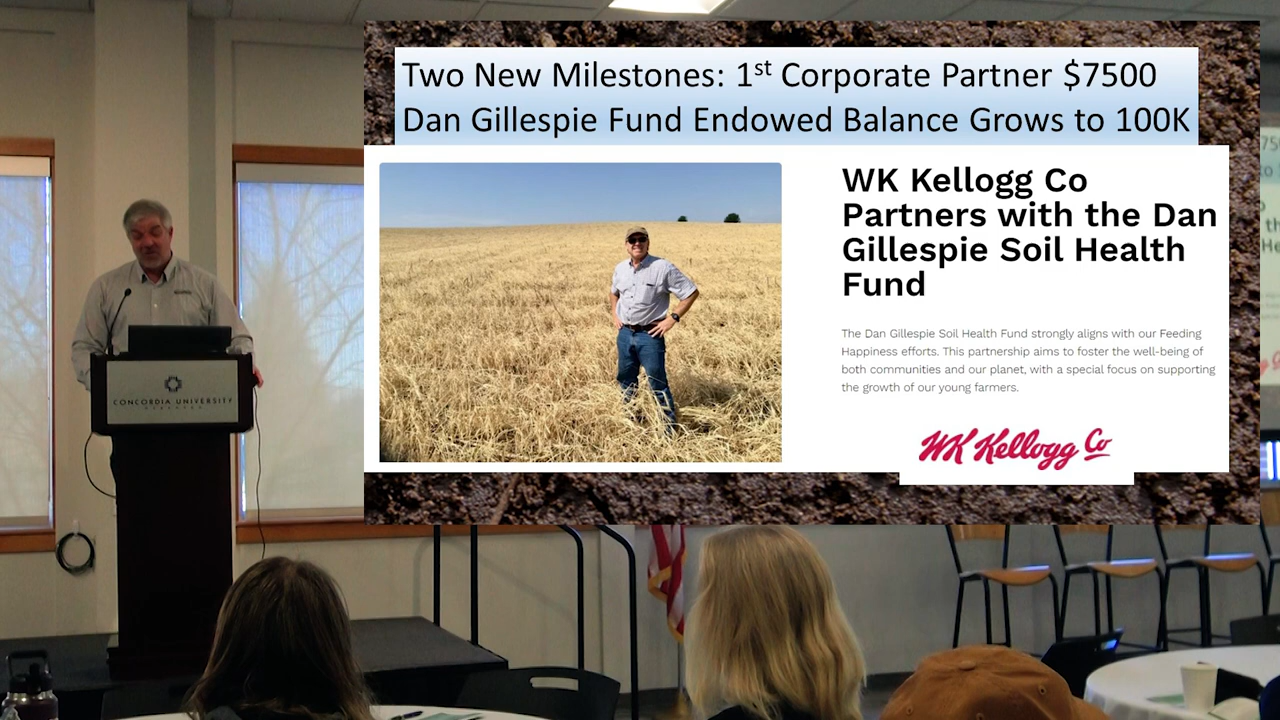 Two New Milestones: 1st Corporate Partner $7500
Dan Gillespie Fund Endowed Balance Grows to 100K
WK Kellogg Co
Partners with the Dan
Gillespie Soil Health
Fund
The Dan Gillespie Soil Health Fund strongly aligns with our Feeding
Happiness efforts. This partnership aims to foster the well-being of
both communities and our planet, with a special focus on supporting
the growth of our young farmers.
WK Kellogg Co
CONCORDIA UNIVERSITY